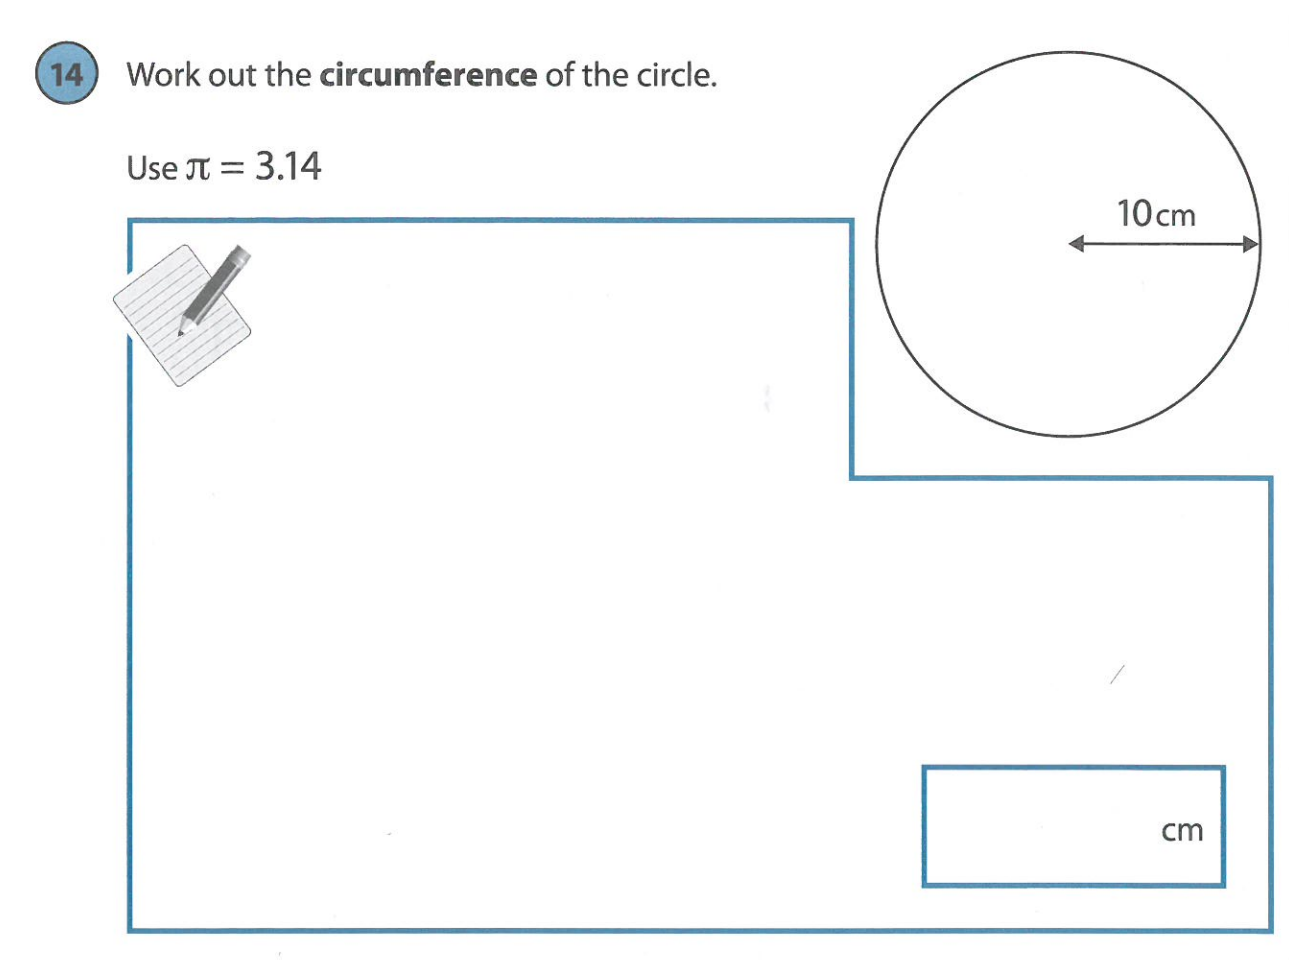 14 Work out the circumference of the circle.
Use π = 3.14
10 cm
cm